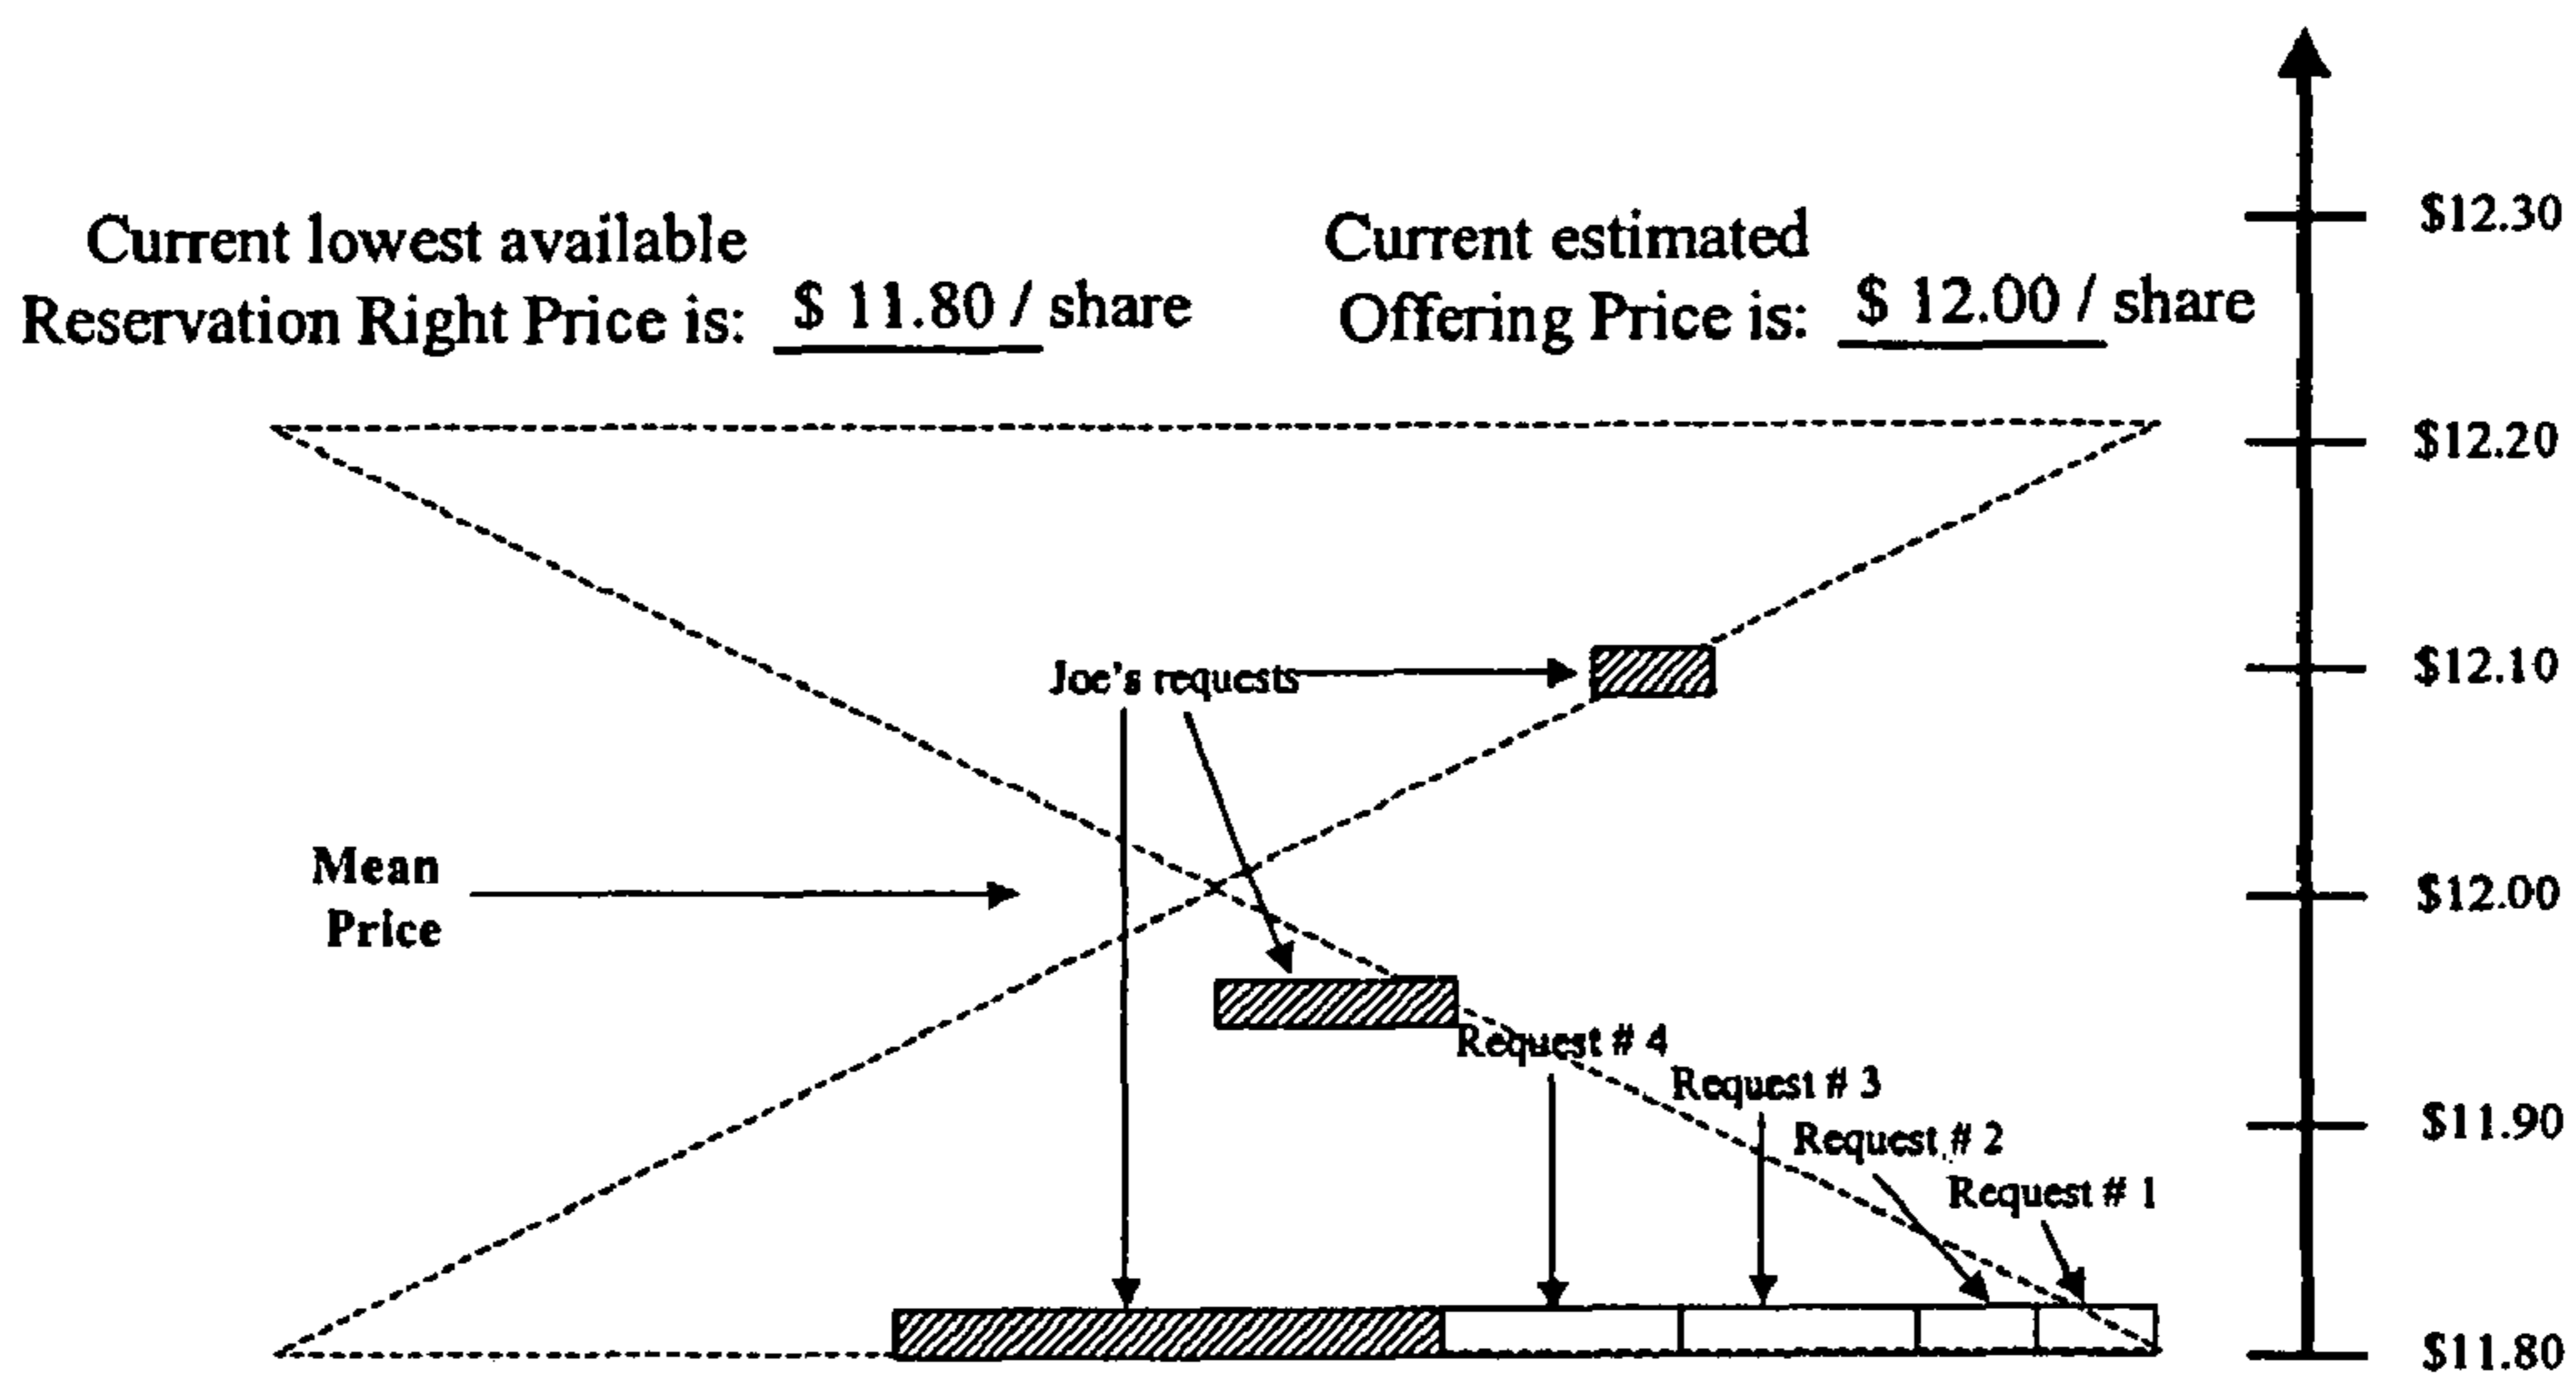 Current lowest available
Reservation Right Price is: $ 11.80 / share
Current estimated
Offering Price is: $ 12.00 / share
$12.30
$12.20
Joe's requests
$12.10
Mean
Price
$12.00
Request # 4
Request # 3
Request # 2
Request # 1
$11.90
$11.80